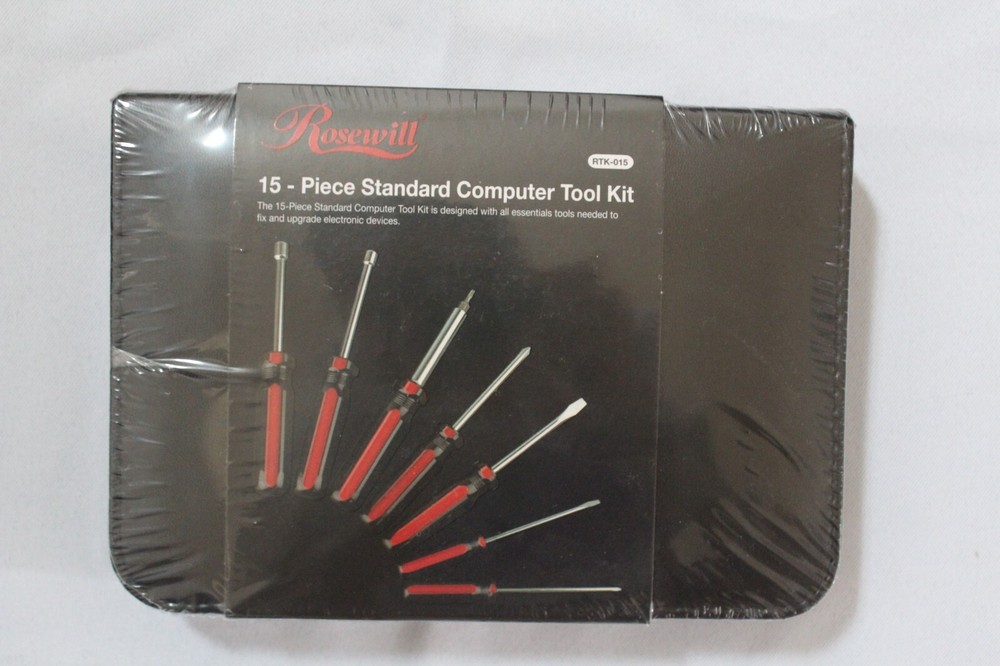 Rosewill
RTK-015
15 - Piece Standard Computer Tool Kit
The 15-Piece Standard Computer Tool Kit is designed with all essentials tools needed to
fix and upgrade electronic devices.